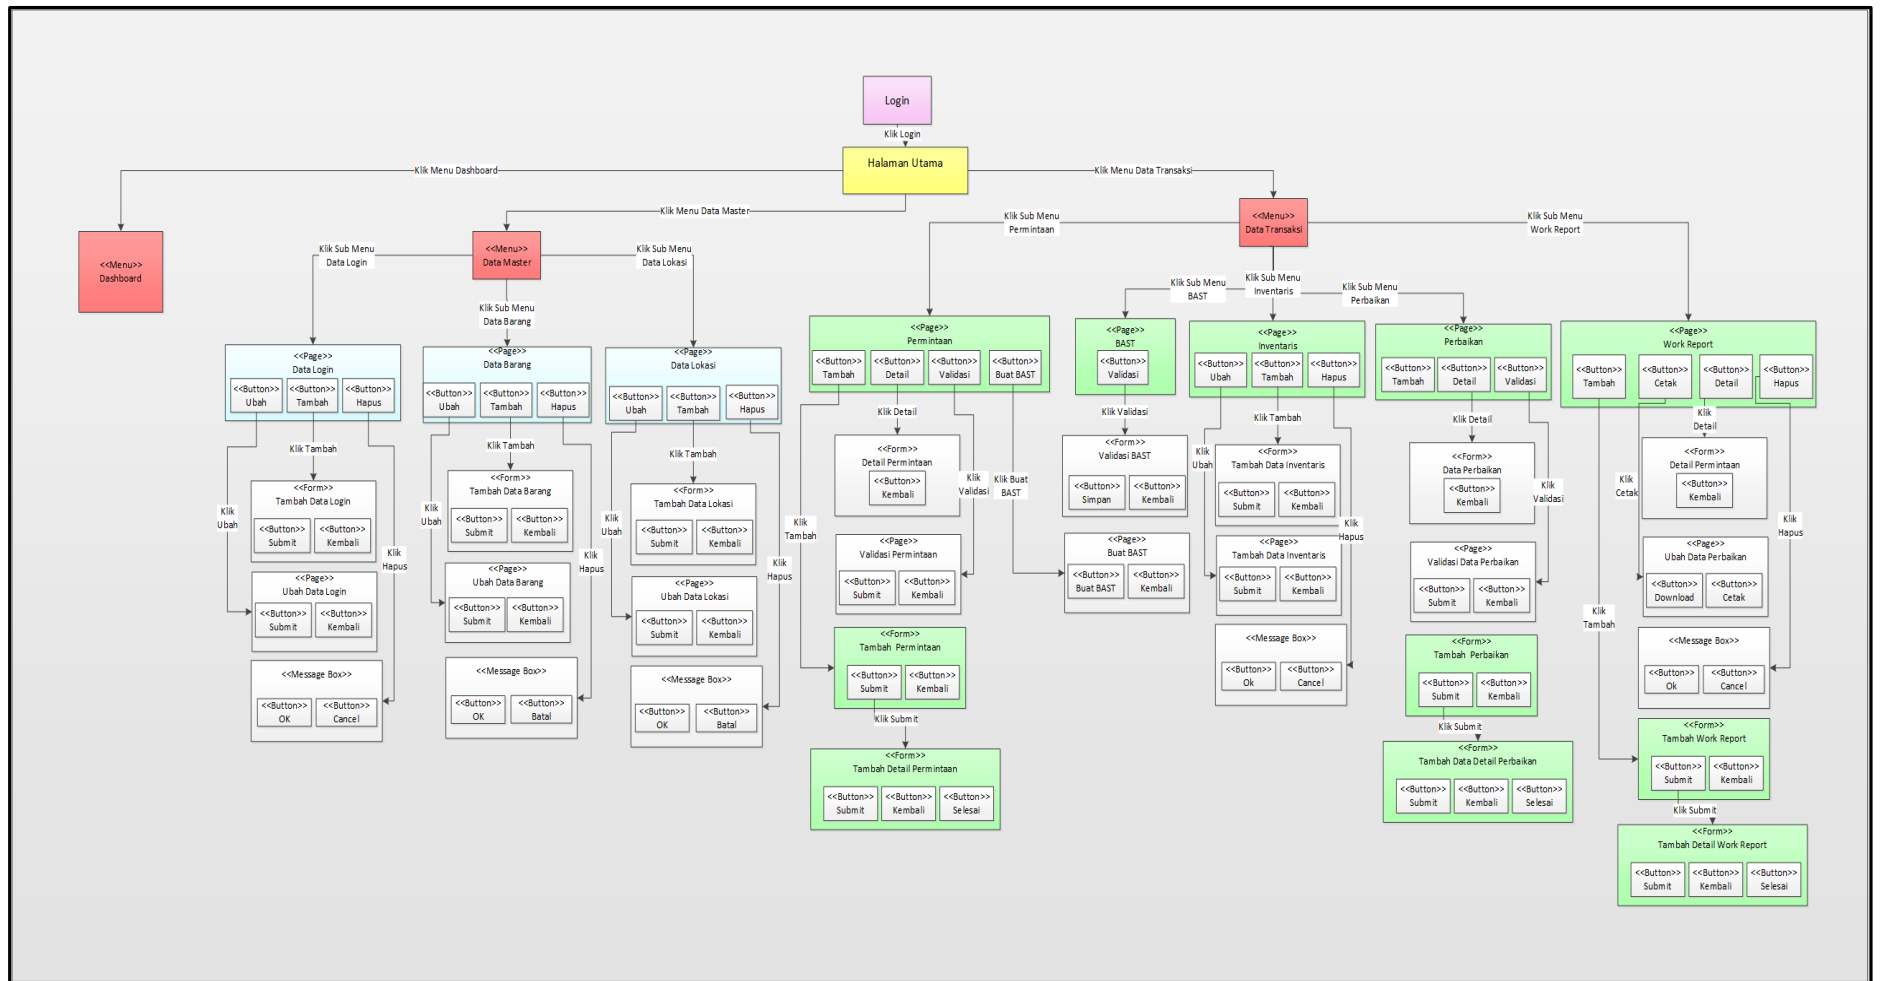 Login
Klik Login
Halaman Utama
Klik Menu Dashboard
Klik Menu Data Transaksi
Klik Menu Data Master
<<Menu>>
Dashboard
<<Menu>>
Data Master
<<Menu>>
Data Transaksi
Klik Sub Menu
Data Login
Klik Sub Menu
Data Barang
Klik Sub Menu
Data Lokasi
Klik Sub Menu
Permintaan
Klik Sub Menu
BAST
Klik Sub Menu
Inventaris
Klik Sub Menu
Perbaikan
Klik Sub Menu
Work Report
<<Page>>
Data Login
<<Button>>
Ubah
<<Button>>
Tambah
<<Button>>
Hapus
Klik Tambah
Klik
Ubah
Klik
Hapus
<<Form>>
Tambah Data Login
<<Button>>
Submit
<<Button>>
Kembali
<<Page>>
Ubah Data Login
<<Button>>
Submit
<<Button>>
Kembali
<<Message Box>>
<<Button>>
OK
<<Button>>
Cancel
<<Page>>
Data Barang
<<Button>>
Ubah
<<Button>>
Tambah
<<Button>>
Hapus
Klik Tambah
Klik
Ubah
Klik
Hapus
<<Form>>
Tambah Data Barang
<<Button>>
Submit
<<Button>>
Kembali
<<Page>>
Ubah Data Barang
<<Button>>
Submit
<<Button>>
Kembali
<<Message Box>>
<<Button>>
OK
<<Button>>
Batal
<<Page>>
Data Lokasi
<<Button>>
Ubah
<<Button>>
Tambah
<<Button>>
Hapus
Klik Tambah
Klik
Ubah
Klik
Hapus
<<Form>>
Tambah Data Lokasi
<<Button>>
Submit
<<Button>>
Kembali
<<Page>>
Ubah Data Lokasi
<<Button>>
Submit
<<Button>>
Kembali
<<Message Box>>
<<Button>>
OK
<<Button>>
Batal
<<Page>>
Permintaan
<<Button>>
Tambah
<<Button>>
Detail
<<Button>>
Validasi
<<Button>>
Buat BAST
Klik Detail
Klik
Validasi
Klik Buat
BAST
Klik
Tambah
<<Form>>
Detail Permintaan
<<Button>>
Kembali
<<Page>>
Validasi Permintaan
<<Button>>
Submit
<<Button>>
Kembali
<<Form>>
Tambah Permintaan
<<Button>>
Submit
<<Button>>
Kembali
Klik Submit
<<Form>>
Tambah Detail Permintaan
<<Button>>
Submit
<<Button>>
Kembali
<<Button>>
Selesai
<<Page>>
BAST
<<Button>>
Validasi
Klik Validasi
<<Form>>
Validasi BAST
<<Button>>
Simpan
<<Button>>
Kembali
<<Page>>
Buat BAST
<<Button>>
Buat BAST
<<Button>>
Kembali
<<Page>>
Inventaris
<<Button>>
Ubah
<<Button>>
Tambah
<<Button>>
Hapus
Klik Tambah
Klik
Ubah
Klik
Hapus
<<Form>>
Tambah Data Inventaris
<<Button>>
Submit
<<Button>>
Kembali
<<Page>>
Tambah Data Inventaris
<<Button>>
Submit
<<Button>>
Kembali
<<Message Box>>
<<Button>>
Ok
<<Button>>
Cancel
<<Page>>
Perbaikan
<<Button>>
Tambah
<<Button>>
Detail
<<Button>>
Validasi
Klik Detail
Klik
Validasi
<<Form>>
Data Perbaikan
<<Button>>
Kembali
<<Page>>
Validasi Data Perbaikan
<<Button>>
Submit
<<Button>>
Kembali
<<Form>>
Tambah Perbaikan
<<Button>>
Submit
<<Button>>
Kembali
Klik Submit
<<Form>>
Tambah Data Detail Perbaikan
<<Button>>
Submit
<<Button>>
Kembali
<<Button>>
Selesai
<<Page>>
Work Report
<<Button>>
Tambah
<<Button>>
Cetak
<<Button>>
Detail
<<Button>>
Hapus
Klik
Detail
Klik
Cetak
Klik
Hapus
Klik
Tambah
<<Form>>
Detail Permintaan
<<Button>>
Kembali
<<Page>>
Ubah Data Perbaikan
<<Button>>
Download
<<Button>>
Cetak
<<Message Box>>
<<Button>>
Ok
<<Button>>
Cancel
<<Form>>
Tambah Work Report
<<Button>>
Submit
<<Button>>
Kembali
Klik Submit
<<Form>>
Tambah Detail Work Report
<<Button>>
Submit
<<Button>>
Kembali
<<Button>>
Selesai